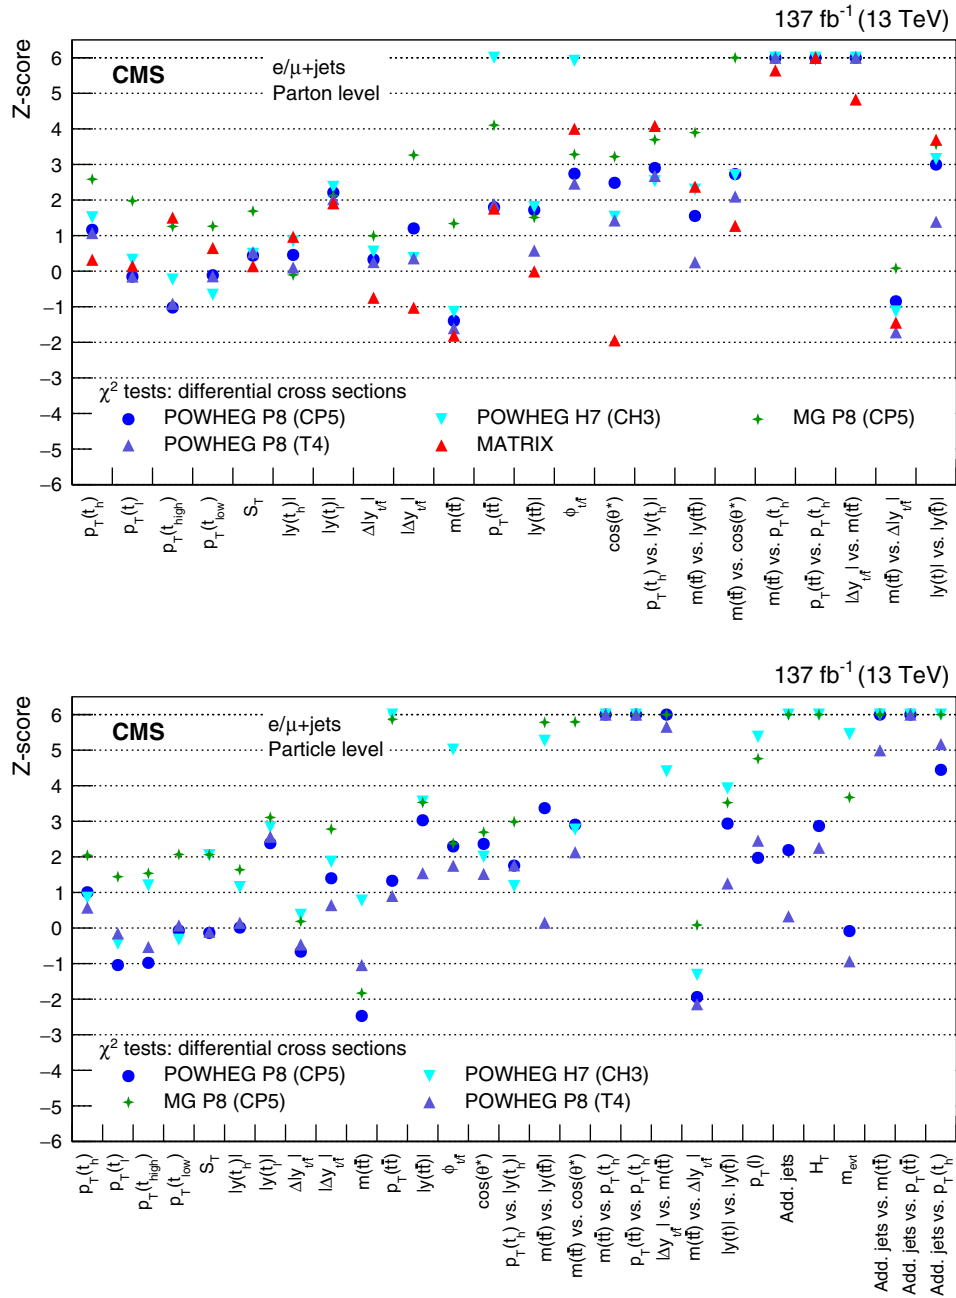 137 fb⁻¹ (13 TeV)
Z-score
6
5
4
3
2
1
0
−1
−2
−3
−4
−5
−6
CMS
e/μ+jets
Parton level
χ² tests: differential cross sections
POWHEG P8 (CP5)
POWHEG H7 (CH3)
MG P8 (CP5)
POWHEG P8 (T4)
MATRIX
p_T(t_h)
p_T(t_l)
p_T(t_high)
p_T(t_low)
S_T
|y(t_h)|
|y(t_l)|
Δ|y_t/t̄|
|Δy_t/t̄|
m(tt̄)
p_T(tt̄)
|y(tt̄)|
ϕ_t/t̄
cos(θ*)
p_T(t_h) vs. |y(t_h)|
m(tt̄) vs. |y(tt̄)|
m(tt̄) vs. cos(θ*)
m(tt̄) vs. p_T(t_h)
p_T(tt̄) vs. p_T(t_h)
|Δy_t/t̄| vs. m(tt̄)
m(tt̄) vs. Δ|y_t/t̄|
|y(t)| vs. |y(t̄)|
137 fb⁻¹ (13 TeV)
Z-score
6
5
4
3
2
1
0
−1
−2
−3
−4
−5
−6
CMS
e/μ+jets
Particle level
χ² tests: differential cross sections
POWHEG P8 (CP5)
POWHEG H7 (CH3)
MG P8 (CP5)
POWHEG P8 (T4)
p_T(t_h)
p_T(t_l)
p_T(t_high)
p_T(t_low)
S_T
|y(t_h)|
|y(t_l)|
Δ|y_t/t̄|
|Δy_t/t̄|
m(tt̄)
p_T(tt̄)
|y(tt̄)|
ϕ_t/t̄
cos(θ*)
p_T(t_h) vs. |y(t_h)|
m(tt̄) vs. |y(tt̄)|
m(tt̄) vs. cos(θ*)
m(tt̄) vs. p_T(t_h)
p_T(tt̄) vs. p_T(t_h)
|Δy_t/t̄| vs. m(tt̄)
m(tt̄) vs. Δ|y_t/t̄|
|y(t)| vs. |y(t̄)|
p_T(l)
Add. jets
H_T
m_evt
Add. jets vs. m(tt̄)
Add. jets vs. p_T(tt̄)
Add. jets vs. p_T(t_h)